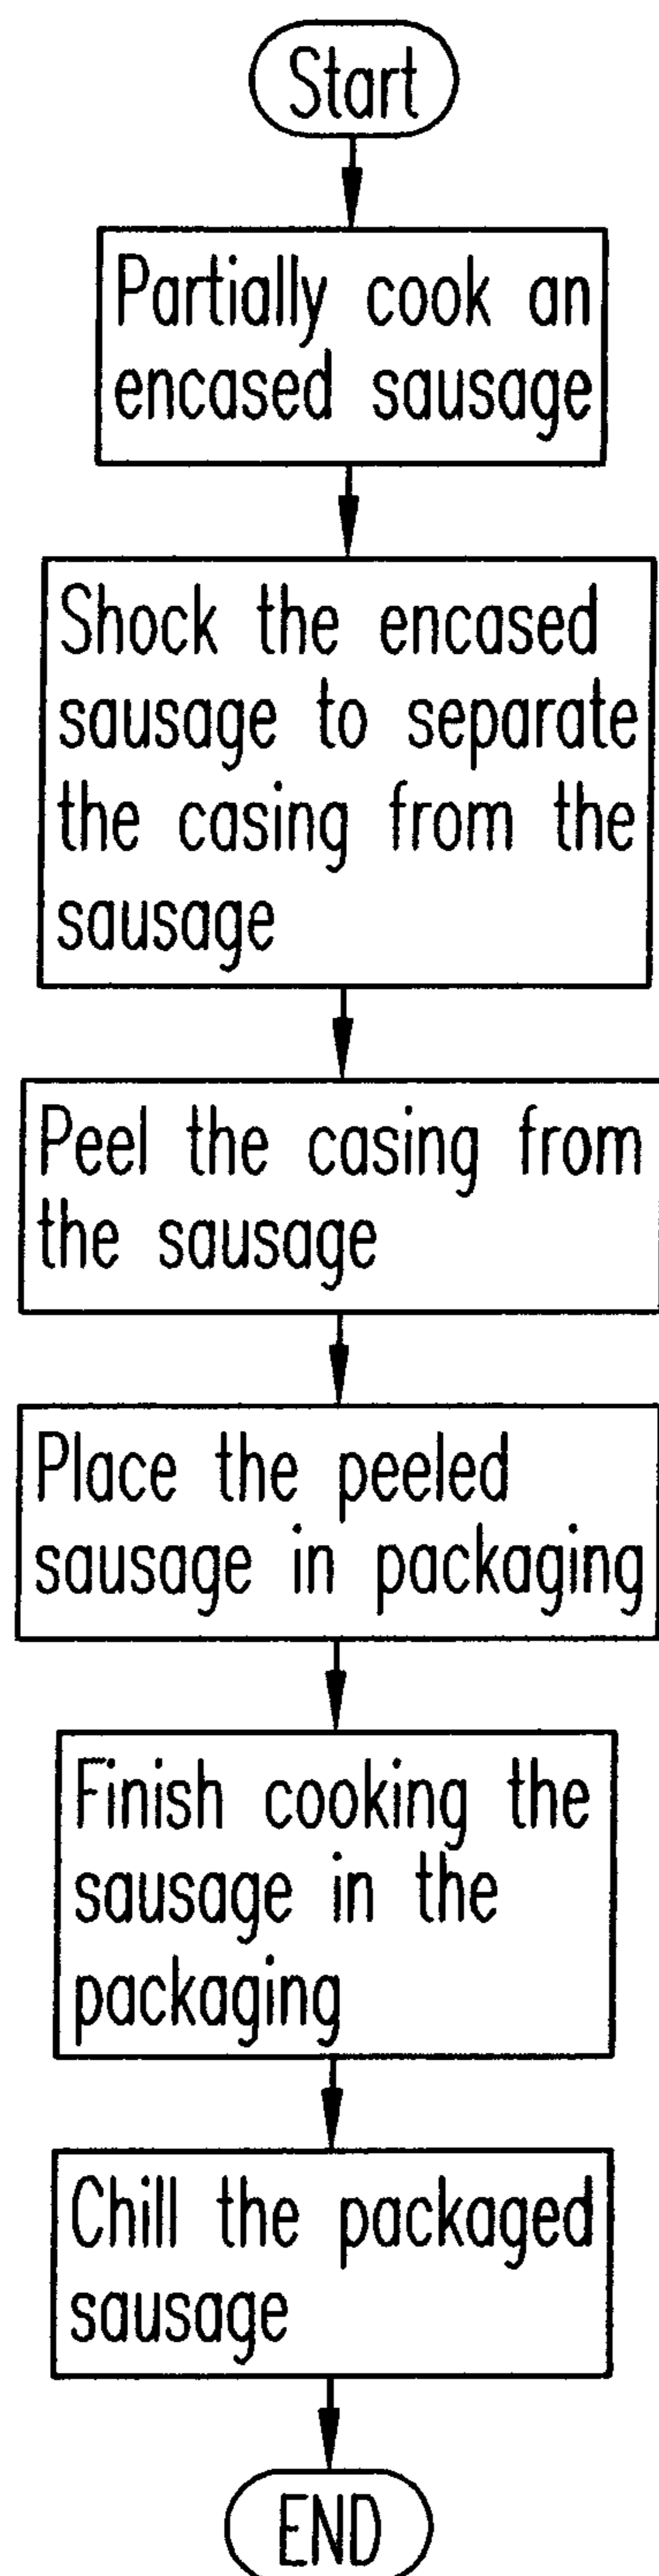 Start
Partially cook an
encased sausage
Shock the encased
sausage to separate
the casing from the
sausage
Peel the casing from
the sausage
Place the peeled
sausage in packaging
Finish cooking the
sausage in the
packaging
Chill the packaged
sausage
END